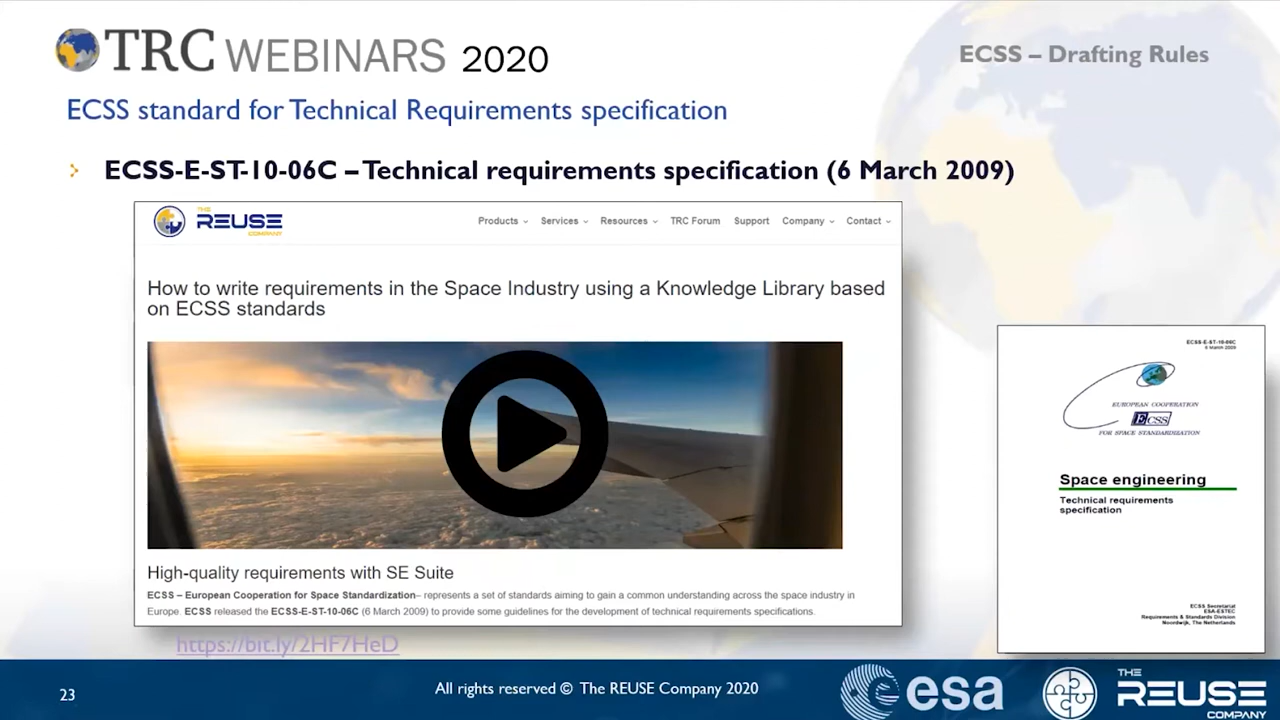 TRC WEBINARS 2020
ECSS – Drafting Rules
ECSS standard for Technical Requirements specification
ECSS-E-ST-10-06C – Technical requirements specification (6 March 2009)
THE
REUSE
COMPANY
Products Services Resources TRC Forum Support Company Contact
How to write requirements in the Space Industry using a Knowledge Library based
on ECSS standards
High-quality requirements with SE Suite
ECSS – European Cooperation for Space Standardization– represents a set of standards aiming to gain a common understanding across the space industry in
Europe. ECSS released the ECSS-E-ST-10-06C (6 March 2009) to provide some guidelines for the development of technical requirements specifications.
https://bit.ly/2HF7HeD
ECSS-E-ST-10-06C
6 March 2009
EUROPEAN COOPERATION
ECSS
FOR SPACE STANDARDIZATION
Space engineering
Technical requirements
specification
ECSS Secretariat
ESA-ESTEC
Requirements & Standards Division
Noordwijk, The Netherlands
23
All rights reserved © The REUSE Company 2020
esa
THE
REUSE
COMPANY